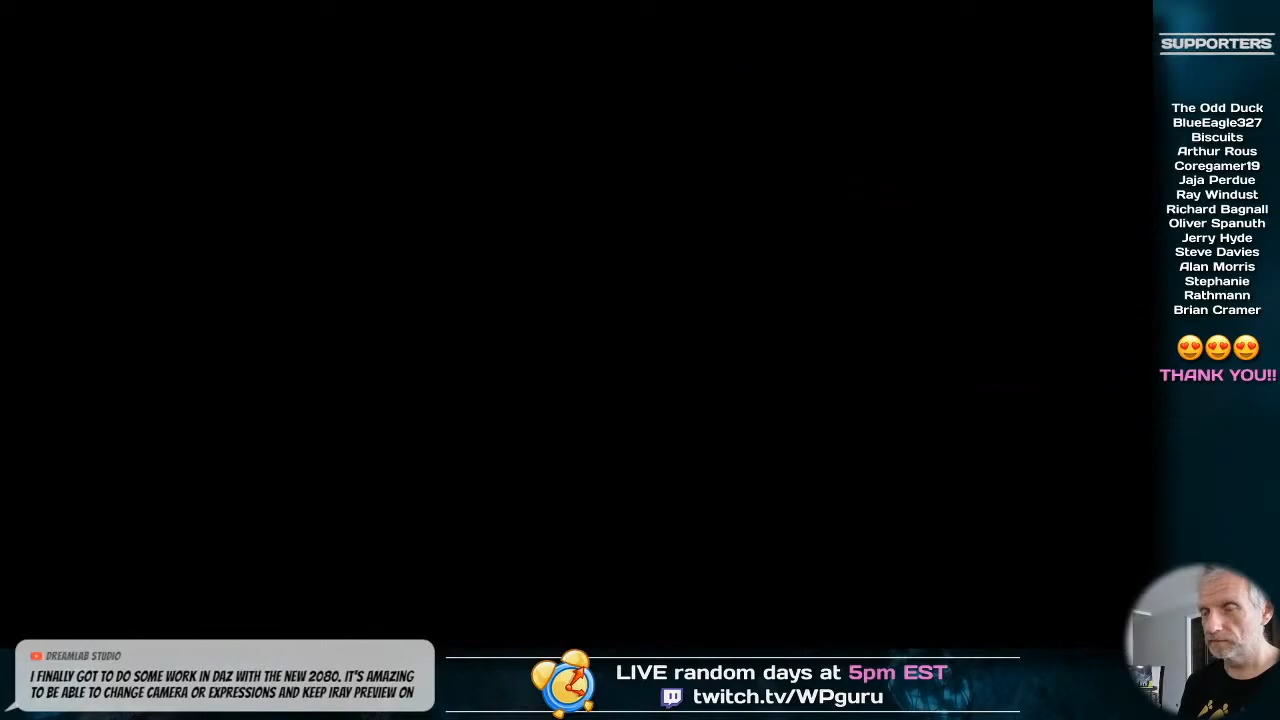 SUPPORTERS
The Odd Duck
BlueEagle327
Biscuits
Arthur Rous
Coregamer19
Jaja Perdue
Ray Windust
Richard Bagnall
Oliver Spanuth
Jerry Hyde
Steve Davies
Alan Morris
Stephanie
Rathmann
Brian Cramer
THANK YOU!!
DREAMLAB STUDIO
I FINALLY GOT TO DO SOME WORK IN DAZ WITH THE NEW 2080. IT'S AMAZING
TO BE ABLE TO CHANGE CAMERA OR EXPRESSIONS AND KEEP IRAY PREVIEW ON
LIVE random days at 5pm EST
twitch.tv/WPguru